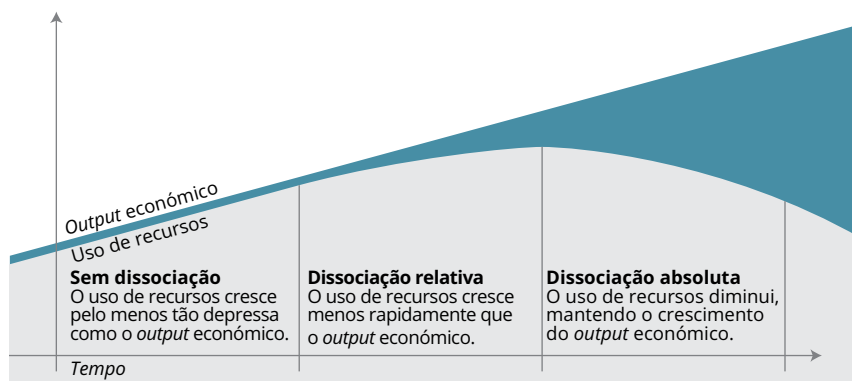 Output económico
Uso de recursos
Sem dissociação
O uso de recursos cresce
pelo menos tão depressa
como o output económico.
Dissociação relativa
O uso de recursos cresce
menos rapidamente que
o output económico.
Dissociação absoluta
O uso de recursos diminui,
mantendo o crescimento
do output económico.
Tempo